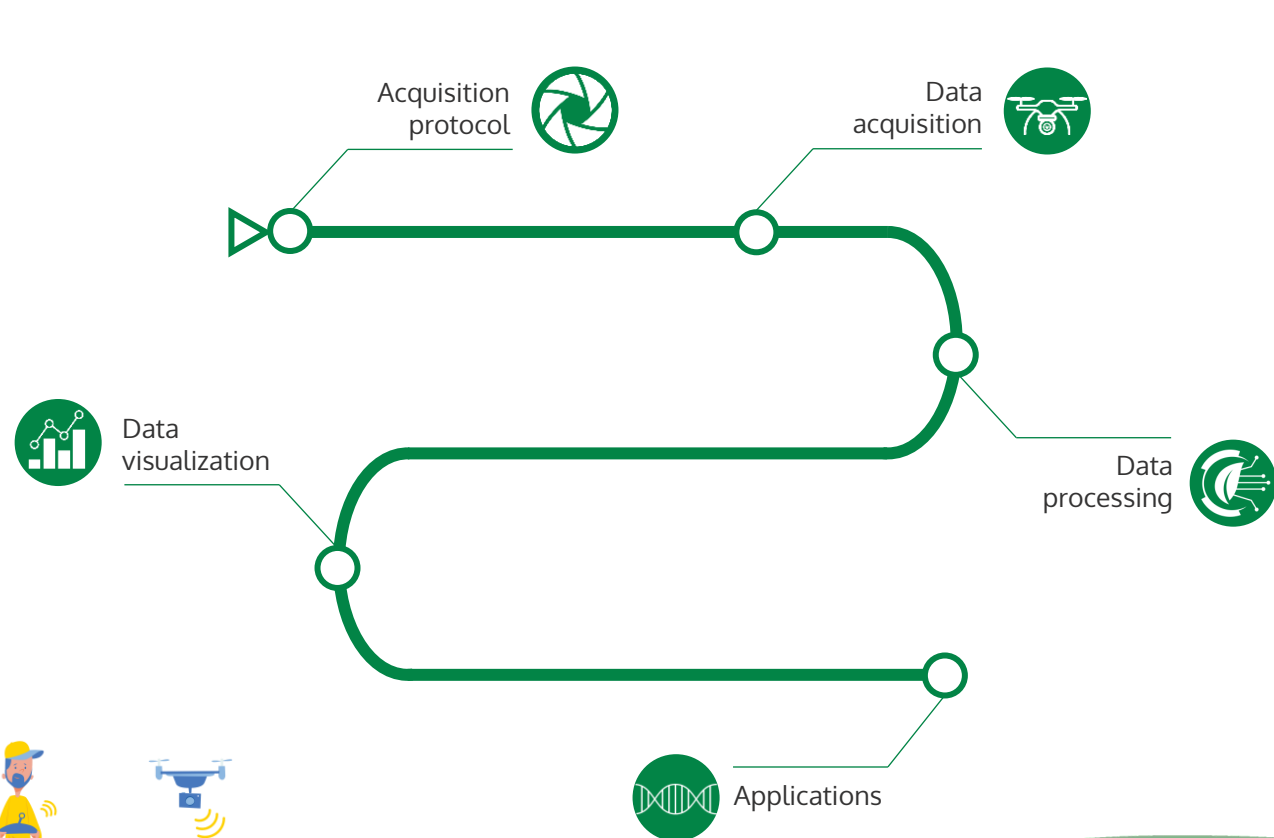 Acquisition
protocol
Data
acquisition
Data
processing
Data
visualization
Applications